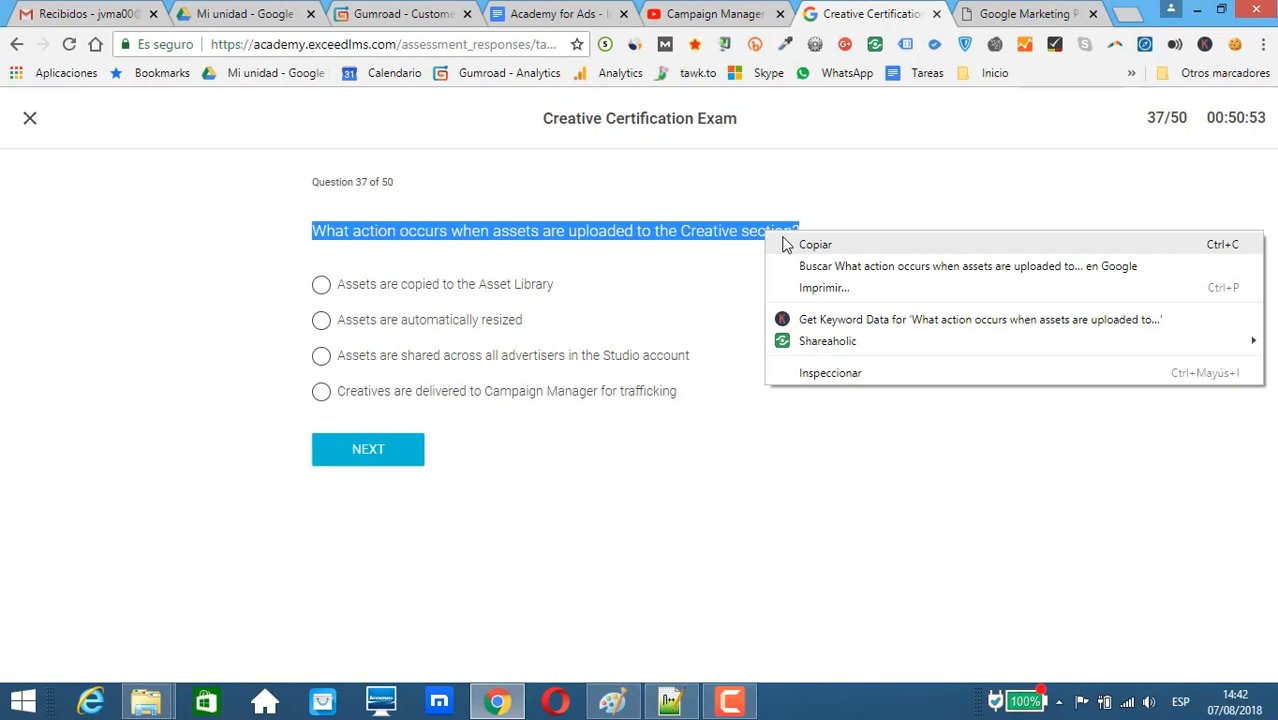 Recibidos - jvma00@
Mi unidad - Google
Gumroad - Custome
Academy for Ads - I
Campaign Manager
Creative Certification
Google Marketing P
Es seguro https://academy.exceedlms.com/assessment_responses/ta...
Aplicaciones
Bookmark
Mi unidad - Google
Calendario
Gumroad - Analytics
Analytics
tawk.to
Skype
WhatsApp
Tareas
Inicio
»
Otros marcadores
Creative Certification Exam
37/50 00:50:53
Question 37 of 50
What action occurs when assets are uploaded to the Creative section?
Assets are copied to the Asset Library
Assets are automatically resized
Assets are shared across all advertisers in the Studio account
Creatives are delivered to Campaign Manager for trafficking
NEXT
Copiar Ctrl+C
Buscar What action occurs when assets are uploaded to... en Google
Imprimir... Ctrl+P
Get Keyword Data for 'What action occurs when assets are uploaded to...'
Shareaholic
Inspeccionar Ctrl+Mayús+I
100%
ESP
14:42
07/08/2018